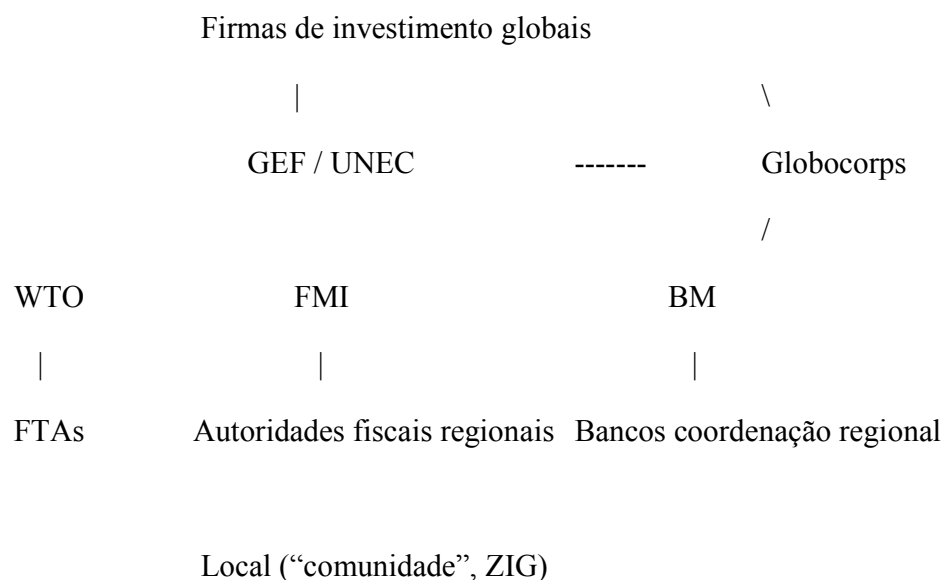 Firmas de investimento globais
| \
GEF / UNEC ------- Globocorps
/
WTO FMI BM
| | |
FTAs Autoridades fiscais regionais Bancos coordenação regional
Local (“comunidade”, ZIG)